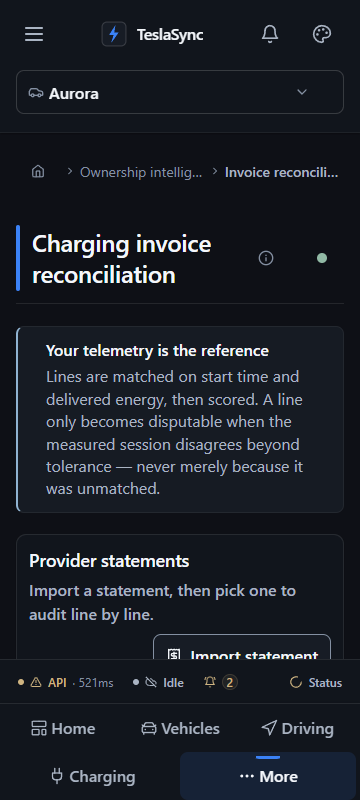 TeslaSync
Aurora
Ownership intellig... Invoice reconcili...
Charging invoice
reconciliation
Your telemetry is the reference
Lines are matched on start time and
delivered energy, then scored. A line
only becomes disputable when the
measured session disagrees beyond
tolerance — never merely because it
was unmatched.
Provider statements
Import a statement, then pick one to
audit line by line.
Import statement
API · 521ms Idle 2 Status
Home Vehicles Driving
Charging More